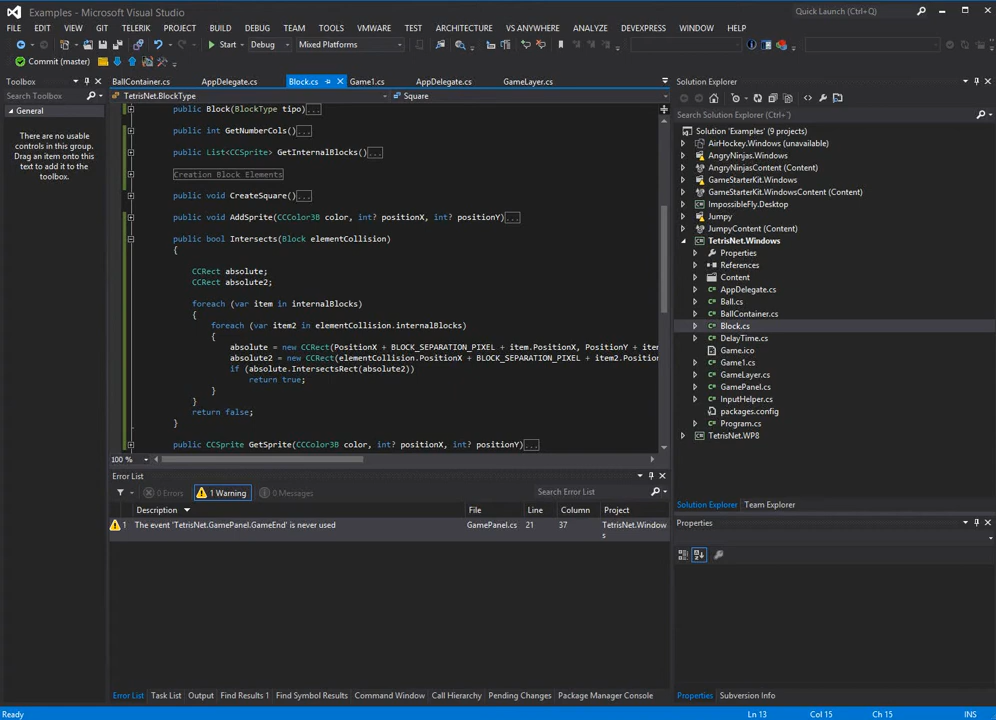 Examples - Microsoft Visual Studio
Quick Launch (Ctrl+Q)
FILE EDIT VIEW GIT TELERIK PROJECT BUILD DEBUG TEAM TOOLS VMWARE TEST ARCHITECTURE VS ANYWHERE ANALYZE DEVEXPRESS WINDOW HELP
Start Debug Mixed Platforms
Commit (master)
Toolbox
Search Toolbox
General
There are no usable
controls in this group.
Drag an item onto this
text to add it to the
toolbox.
BallContainer.cs AppDelegate.cs Block.cs Game1.cs AppDelegate.cs GameLayer.cs
TetrisNet.BlockType Square
public Block(BlockType tipo)...
public int GetNumberCols()...
public List<CCSprite> GetInternalBlocks()...
Creation Block Elements
public void CreateSquare()...
public void AddSprite(CCColor3B color, int? positionX, int? positionY)...
public bool Intersects(Block elementCollision)
{
CCRect absolute;
CCRect absolute2;
foreach (var item in internalBlocks)
{
foreach (var item2 in elementCollision.internalBlocks)
{
absolute = new CCRect(PositionX + BLOCK_SEPARATION_PIXEL + item.PositionX, PositionY + item
absolute2 = new CCRect(elementCollision.PositionX + BLOCK_SEPARATION_PIXEL + item2.Position
if (absolute.IntersectsRect(absolute2))
return true;
}
}
return false;
}
public CCSprite GetSprite(CCColor3B color, int? positionX, int? positionY)...
100 %
Error List
0 Errors 1 Warning 0 Messages
Search Error List
Description File Line Column Project
1 The event 'TetrisNet.GamePanel.GameEnd' is never used GamePanel.cs 21 37 TetrisNet.Window
s
Error List Task List Output Find Results 1 Find Symbol Results Command Window Call Hierarchy Pending Changes Package Manager Console
Solution Explorer
Search Solution Explorer (Ctrl+')
Solution 'Examples' (9 projects)
AirHockey.Windows (unavailable)
AngryNinjas.Windows
AngryNinjasContent (Content)
GameStarterKit.Windows
GameStarterKit.WindowsContent (Content)
ImpossibleFly.Desktop
Jumpy
JumpyContent (Content)
TetrisNet.Windows
Properties
References
Content
AppDelegate.cs
Ball.cs
BallContainer.cs
Block.cs
DelayTime.cs
Game.ico
Game1.cs
GameLayer.cs
GamePanel.cs
InputHelper.cs
packages.config
Program.cs
TetrisNet.WP8
Solution Explorer Team Explorer
Properties
Properties Subversion Info
Ready Ln 13 Col 15 Ch 15 INS